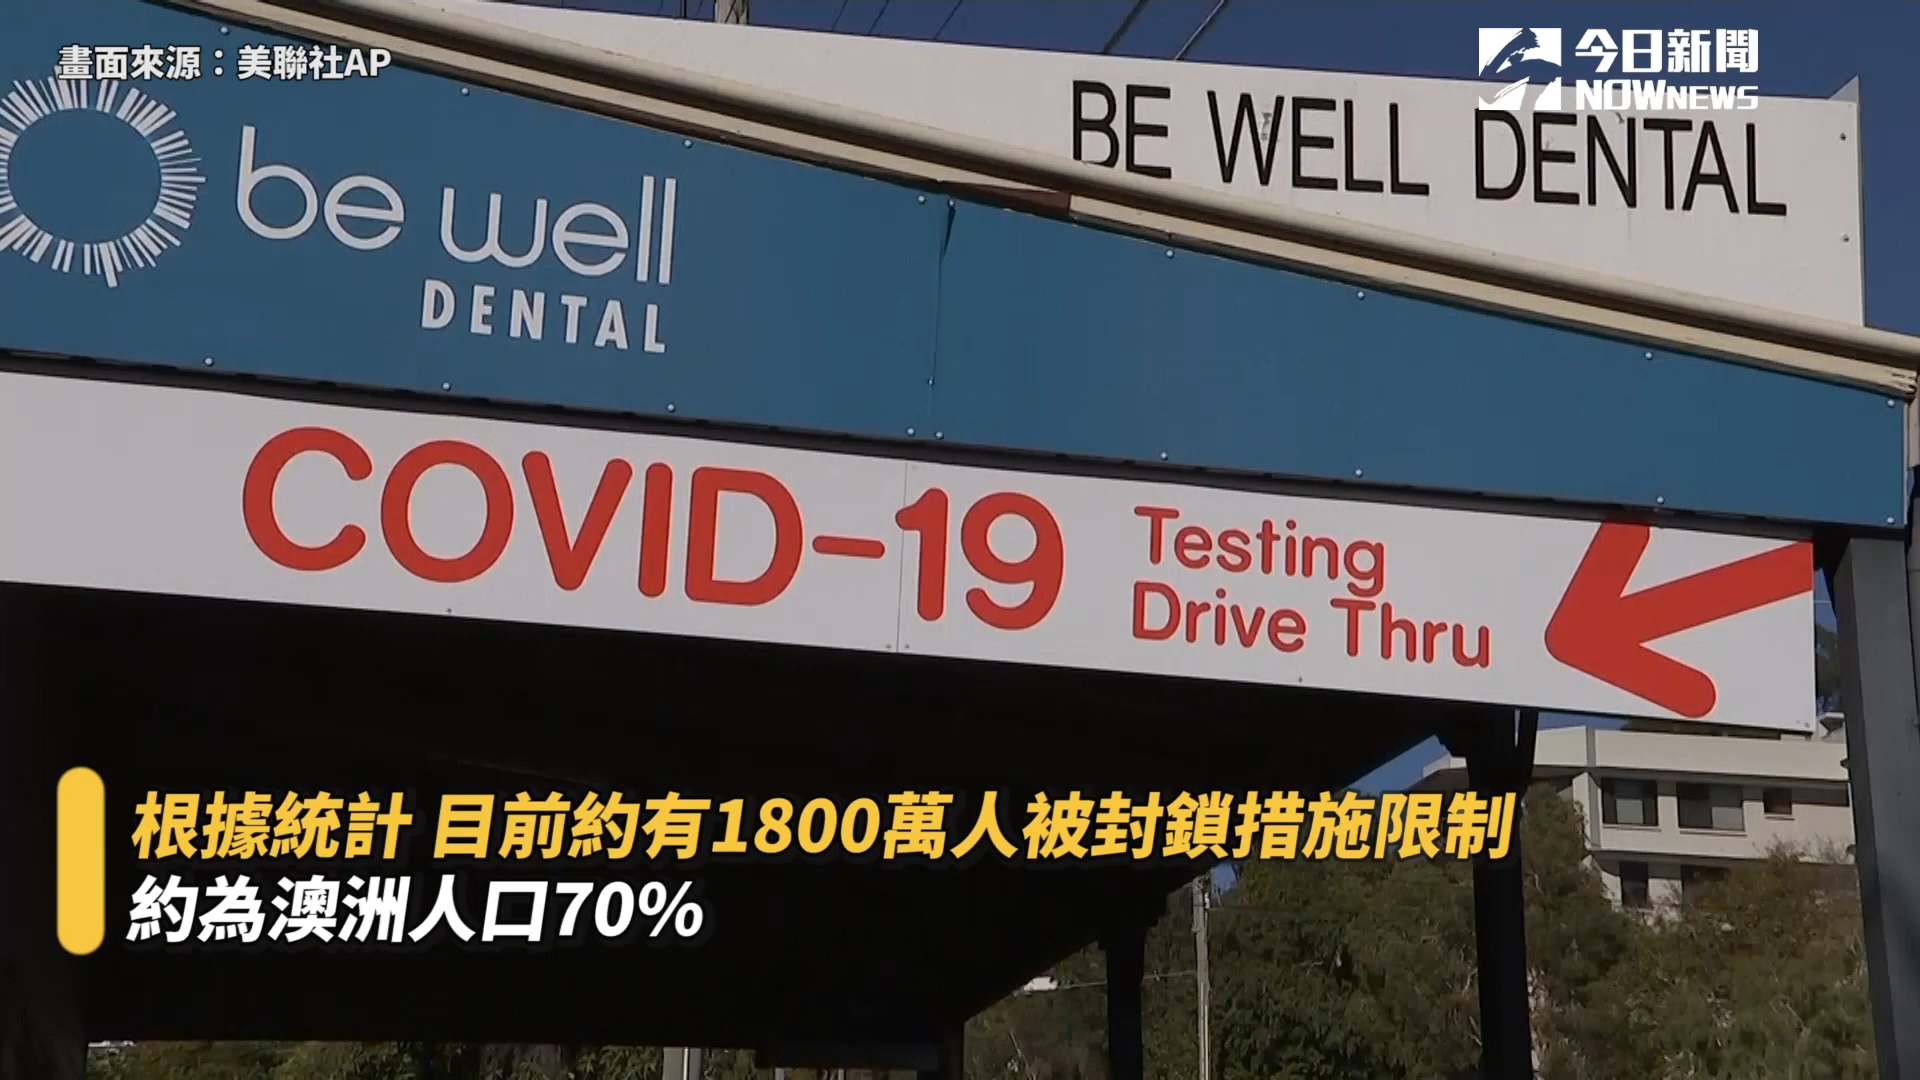 畫面來源：美聯社AP
今日新聞
NOWnews
BE WELL DENTAL
be well
DENTAL
COVID-19
Testing
Drive Thru
根據統計 目前約有1800萬人被封鎖措施限制
約為澳洲人口70%